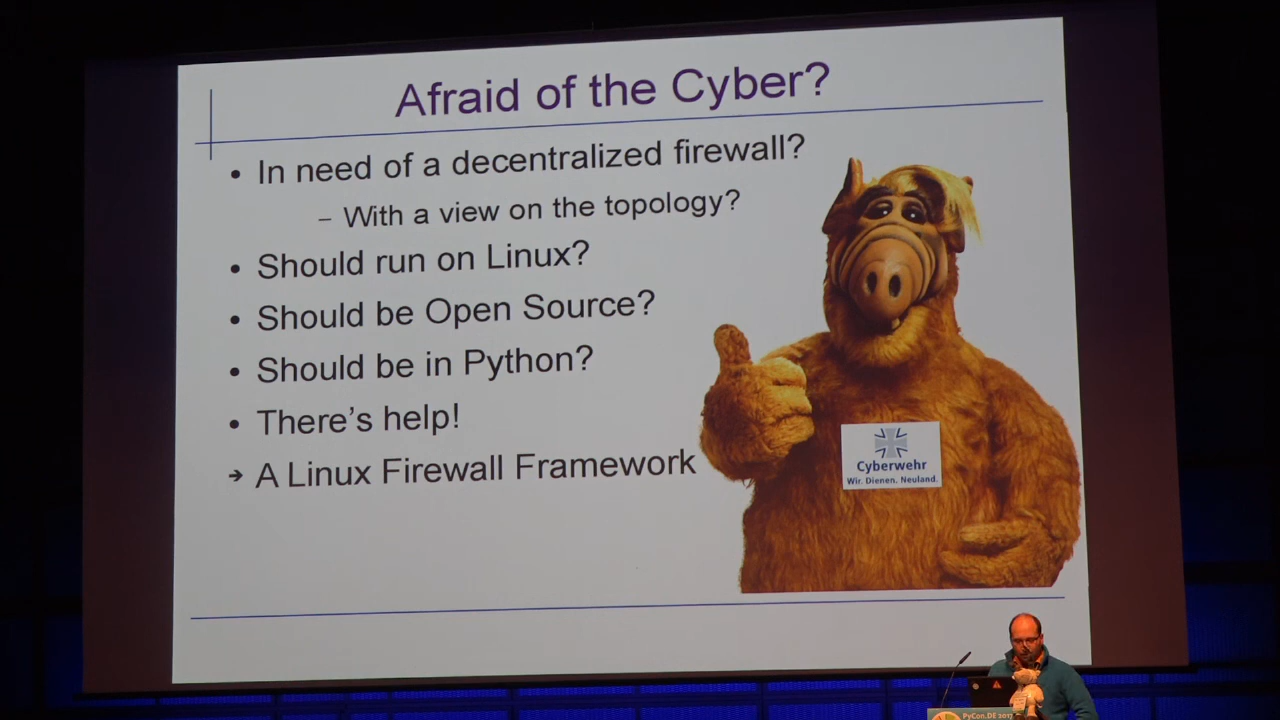 Afraid of the Cyber?
• In need of a decentralized firewall?
– With a view on the topology?
• Should run on Linux?
• Should be Open Source?
• Should be in Python?
• There's help!
➔ A Linux Firewall Framework
Cyberwehr
Wir. Dienen. Neuland.
PyCon.DE 2017